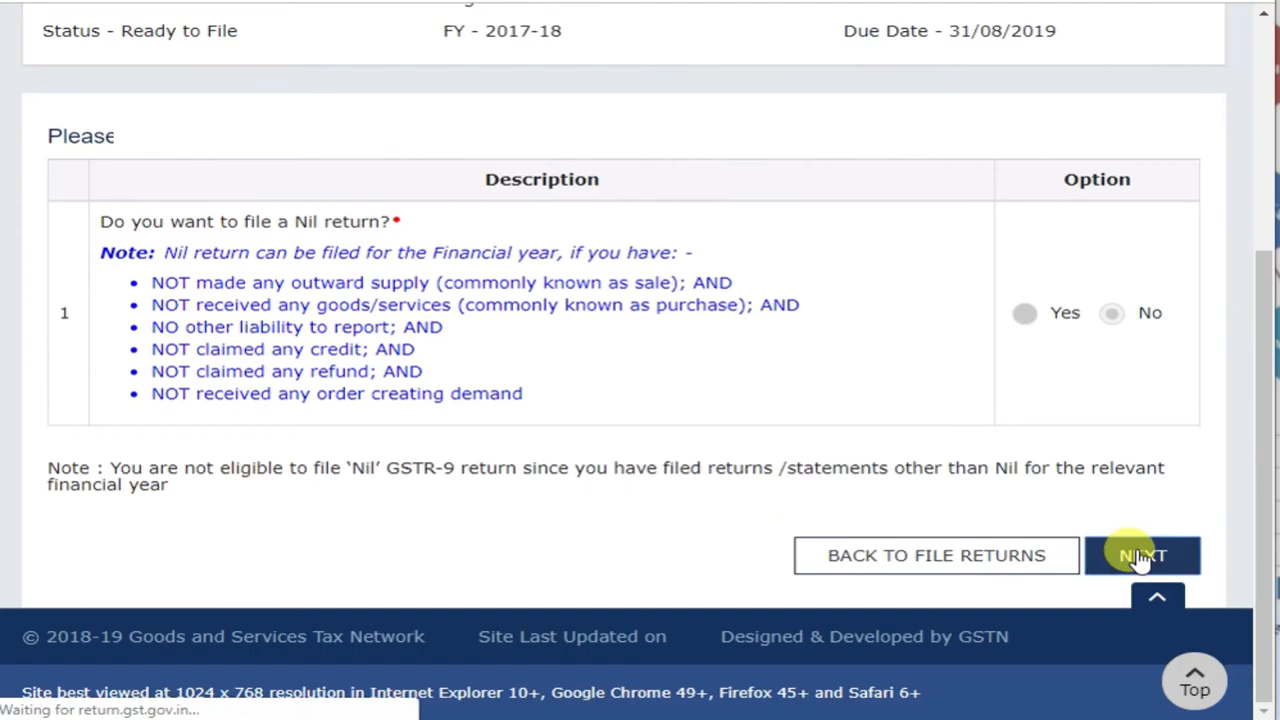 Status - Ready to File FY - 2017-18 Due Date - 31/08/2019
Please
Description Option
Do you want to file a Nil return?*
Note: Nil return can be filed for the Financial year, if you have: -
• NOT made any outward supply (commonly known as sale); AND
• NOT received any goods/services (commonly known as purchase); AND
1 Yes No
• NO other liability to report; AND
• NOT claimed any credit; AND
• NOT claimed any refund; AND
• NOT received any order creating demand
Note : You are not eligible to file ‘Nil’ GSTR-9 return since you have filed returns /statements other than Nil for the relevant
financial year
BACK TO FILE RETURNS NEXT
© 2018-19 Goods and Services Tax Network Site Last Updated on Designed & Developed by GSTN
Top
Site best viewed at 1024 x 768 resolution in Internet Explorer 10+, Google Chrome 49+, Firefox 45+ and Safari 6+
Waiting for return.gst.gov.in...